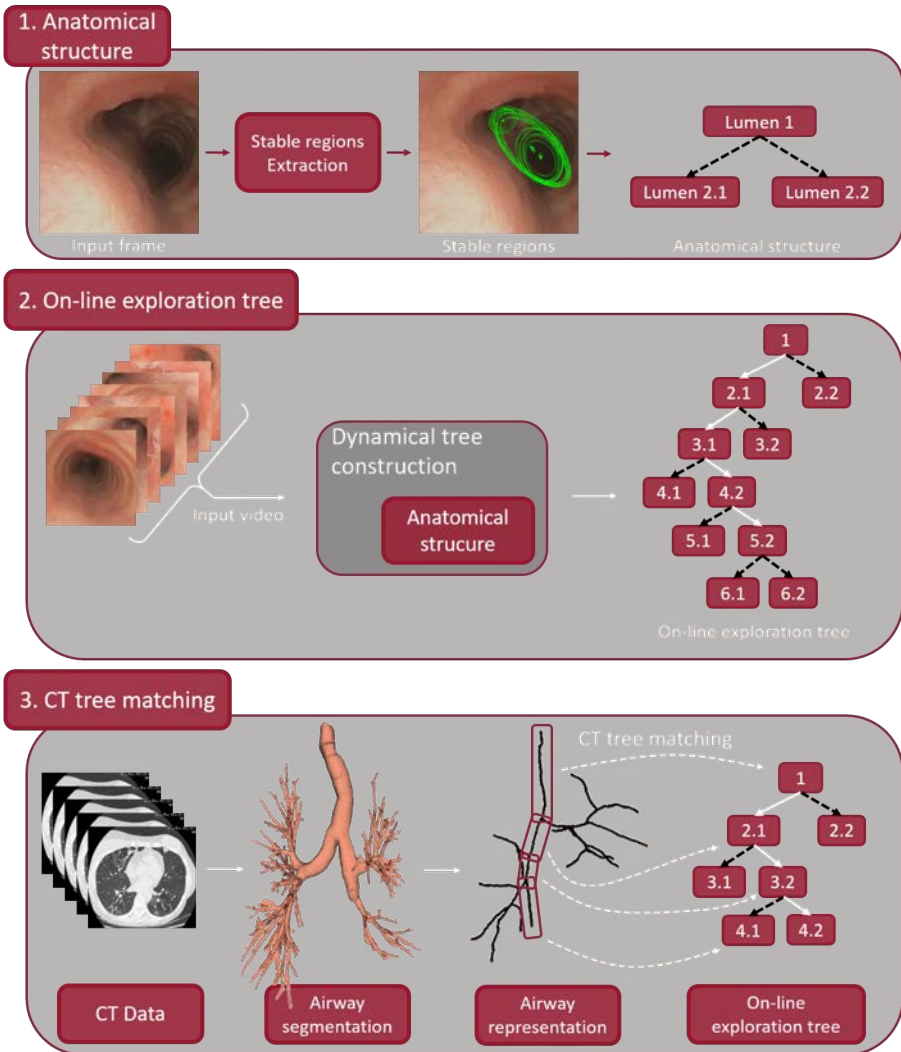 1. Anatomical
structure
Stable regions
Extraction
Lumen 1
Lumen 2.1
Lumen 2.2
Input frame
Stable regions
Anatomical structure
2. On-line exploration tree
Input video
Dynamical tree
construction
Anatomical
strucure
1
2.1
2.2
3.1
3.2
4.1
4.2
5.1
5.2
6.1
6.2
On-line exploration tree
3. CT tree matching
CT tree matching
1
2.1
2.2
3.1
3.2
4.1
4.2
CT Data
Airway
segmentation
Airway
representation
On-line
exploration tree